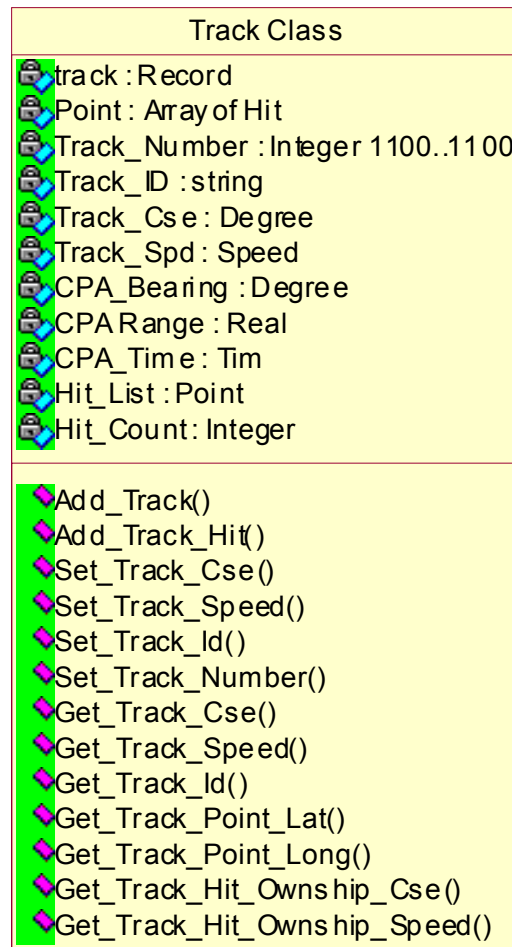 Track Class
track : Record
Point : Array of Hit
Track_Number : Integer 1100..1100
Track_ID : string
Track_Cse : Degree
Track_Spd : Speed
CPA_Bearing : Degree
CPA Range : Real
CPA_Time : Tim
Hit_List : Point
Hit_Count : Integer
Add_Track()
Add_Track_Hit()
Set_Track_Cse()
Set_Track_Speed()
Set_Track_Id()
Set_Track_Number()
Get_Track_Cse()
Get_Track_Speed()
Get_Track_Id()
Get_Track_Point_Lat()
Get_Track_Point_Long()
Get_Track_Hit_Ownship_Cse()
Get_Track_Hit_Ownship_Speed()